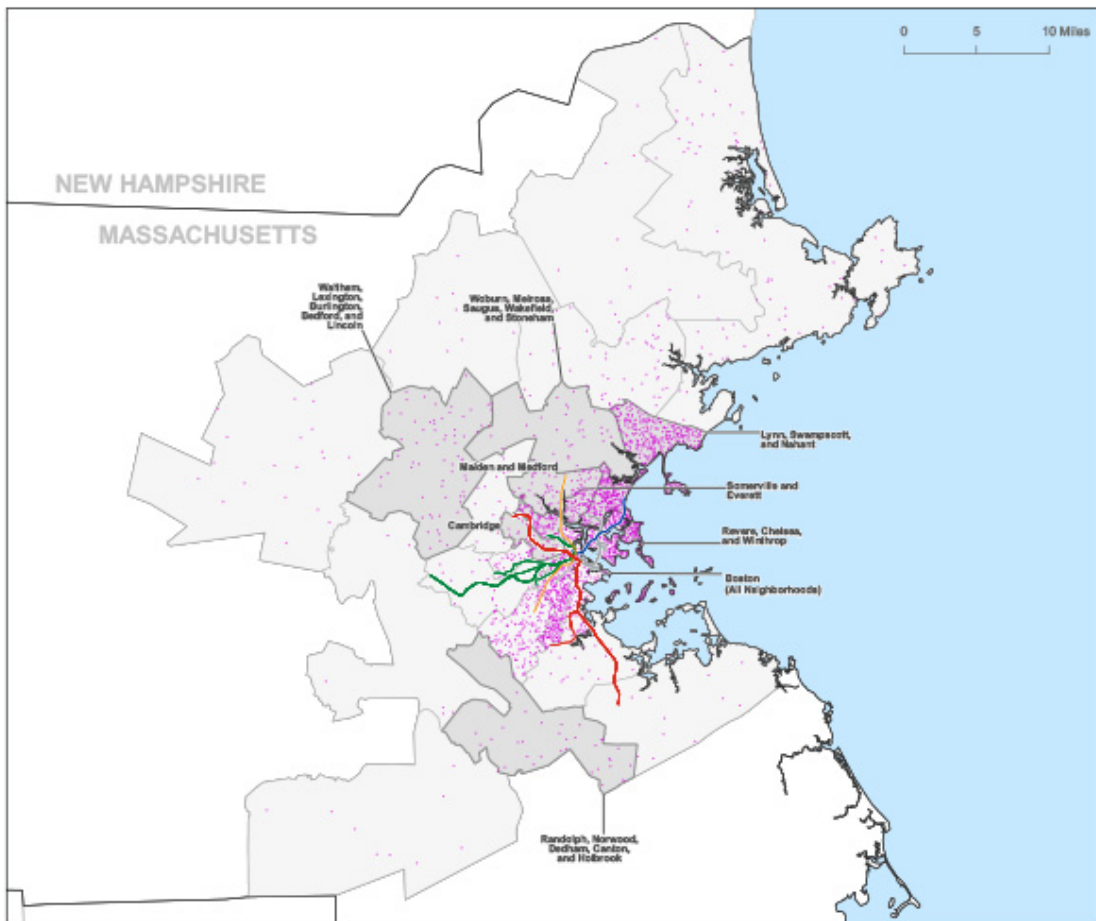 0 5 10 Miles
NEW HAMPSHIRE
MASSACHUSETTS
Waltham,
Lexington,
Burlington,
Bedford, and
Lincoln
Woburn, Melrose,
Saugus, Wakefield,
and Stoneham
Lynn, Swampscott,
and Nahant
Malden and Medford
Somerville and
Everett
Cambridge
Revere, Chelsea,
and Winthrop
Boston
(All Neighborhoods)
Randolph, Norwood,
Dedham, Canton,
and Holbrook